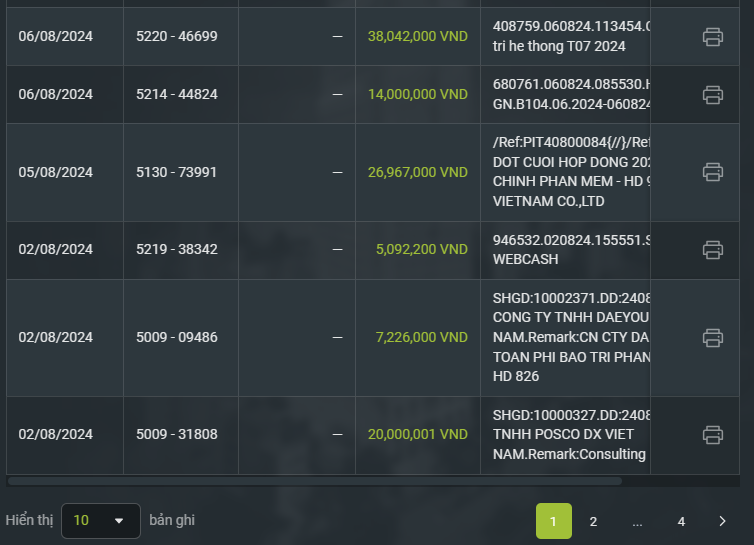 06/08/2024 5220 - 46699 — 38,042,000 VND 408759.060824.113454.
tri he thong T07 2024
06/08/2024 5214 - 44824 — 14,000,000 VND 680761.060824.085530.
GN.B104.06.2024-060824
05/08/2024 5130 - 73991 — 26,967,000 VND /Ref:PIT40800084{//}/Ref
DOT CUOI HOP DONG 202
CHINH PHAN MEM - HD 9
VIETNAM CO.,LTD
02/08/2024 5219 - 38342 — 5,092,200 VND 946532.020824.155551.S
WEBCASH
02/08/2024 5009 - 09486 — 7,226,000 VND SHGD:10002371.DD:2408
CONG TY TNHH DAEYOU
NAM.Remark:CN CTY DA
TOAN PHI BAO TRI PHAN
HD 826
02/08/2024 5009 - 31808 — 20,000,001 VND SHGD:10000327.DD:2408
TNHH POSCO DX VIET
NAM.Remark:Consulting
Hiển thị 10 bản ghi 1 2 ... 4